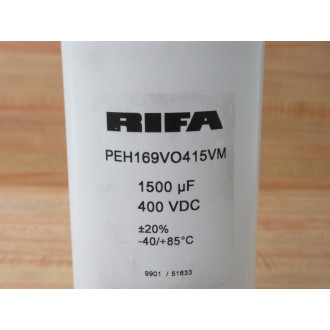 RIFA
PEH169VO415VM
1500 µF
400 VDC
±20%
-40/+85°C
9901 / 51633